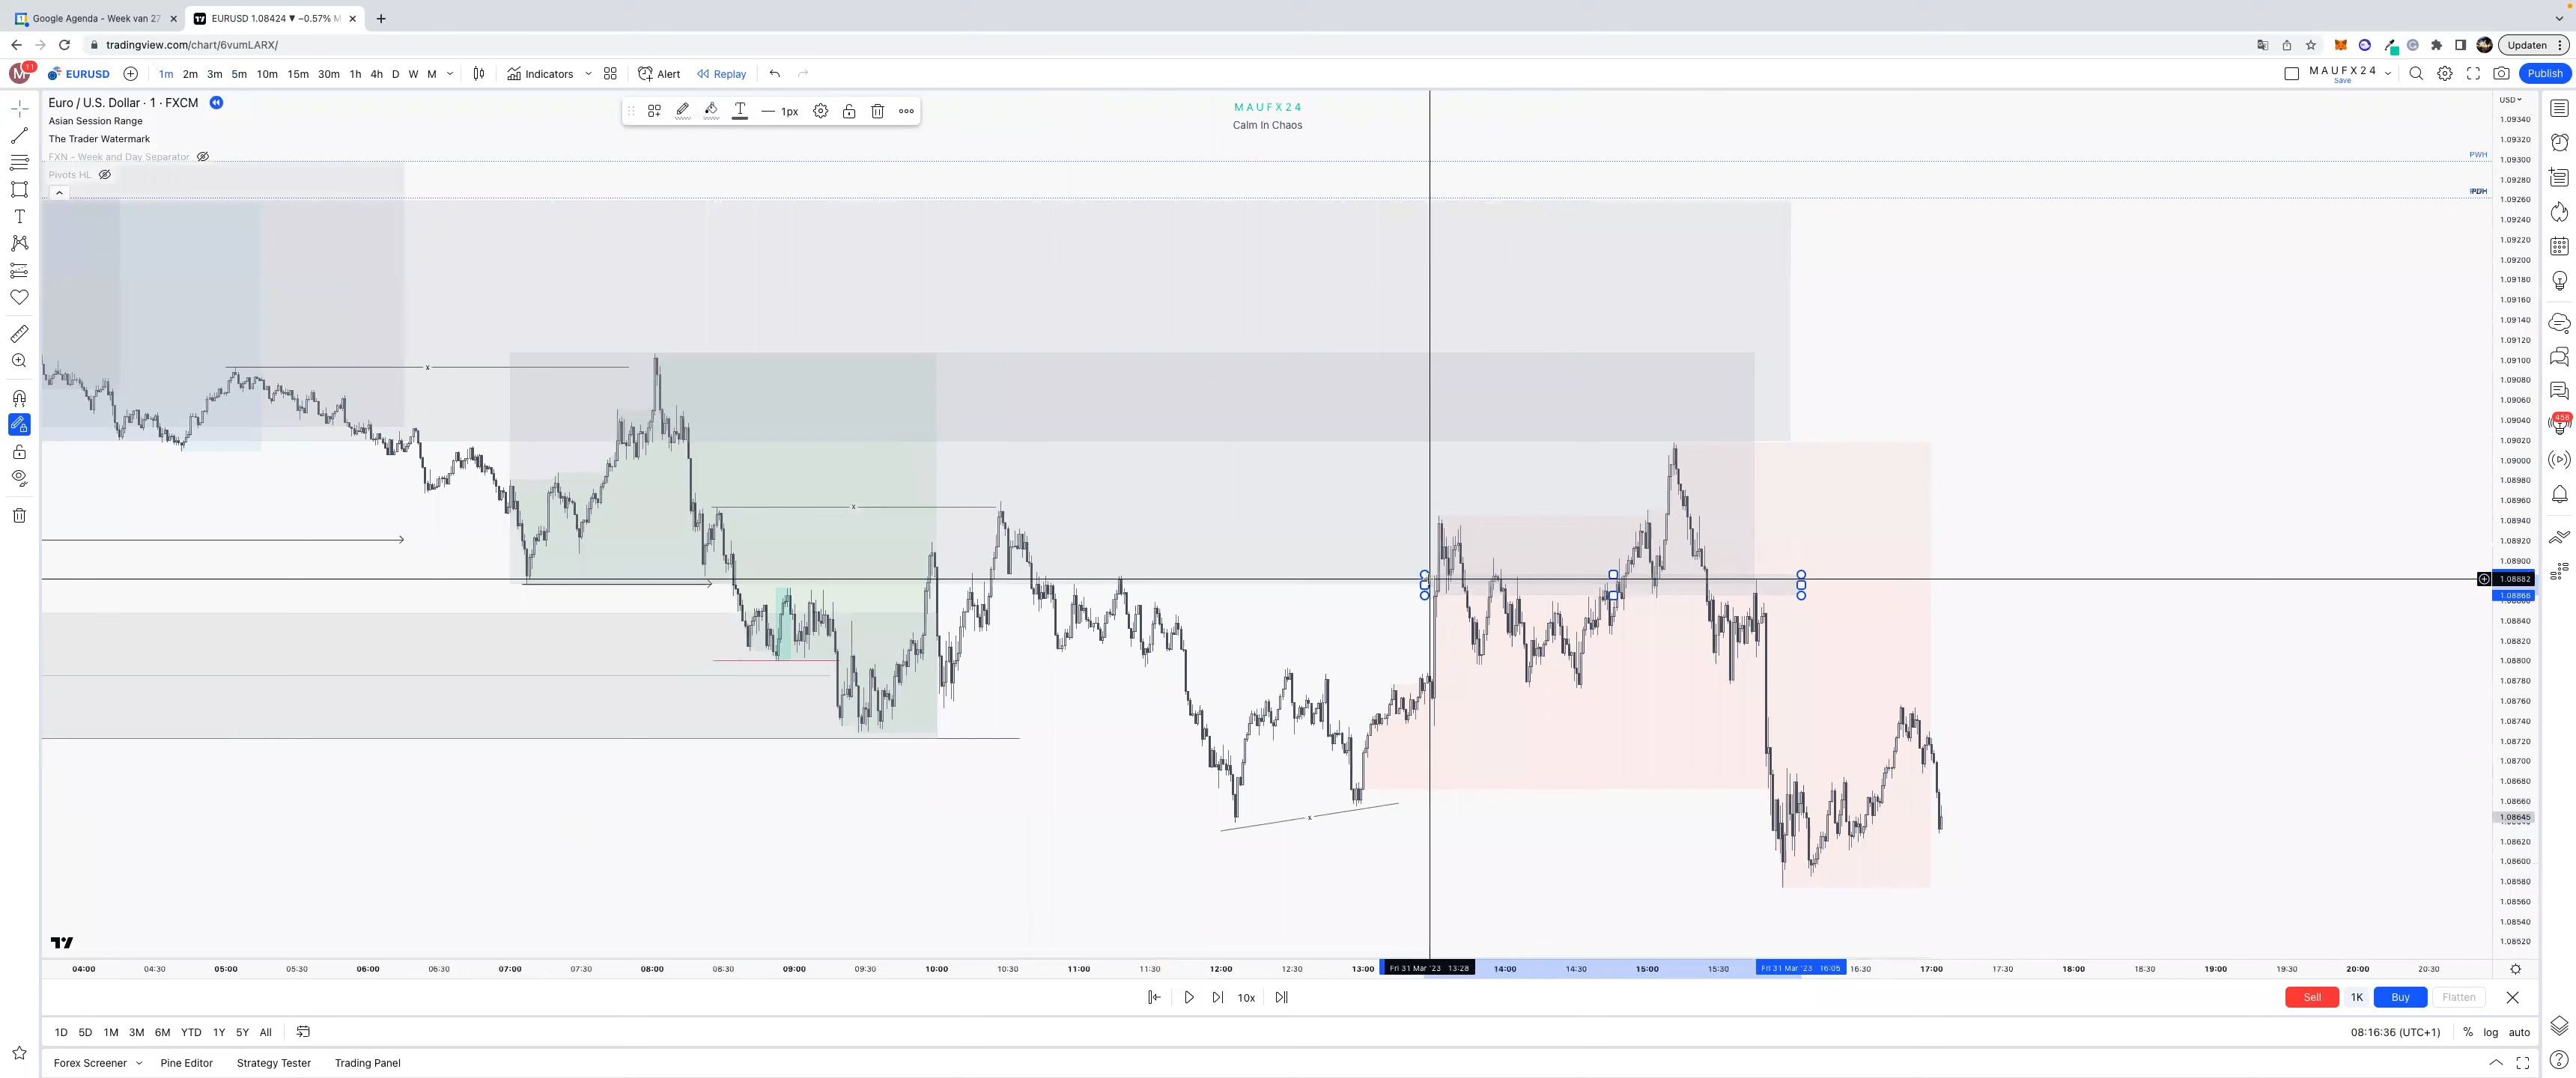 Google Agenda - Week van 27
EURUSD 1.08424 ▼ −0.57% M
tradingview.com/chart/6vumLARX/
Updaten
M 11
EURUSD
1m 2m 3m 5m 10m 15m 30m 1h 4h D W M
Indicators
Alert
Replay
MAUFX24
Save
Publish
Euro / U.S. Dollar · 1 · FXCM
Asian Session Range
The Trader Watermark
FXN - Week and Day Separator
Pivots HL
1px
MAUFX24
Calm In Chaos
USD
1.09340
1.09320
PWH
1.09300
1.09280
1.09260
1.09240
1.09220
1.09200
1.09180
1.09160
1.09140
1.09120
1.09100
1.09080
1.09060
1.09040
1.09020
1.09000
1.08980
1.08960
1.08940
1.08920
1.08900
1.08882
1.08866
1.08840
1.08820
1.08800
1.08780
1.08760
1.08740
1.08720
1.08700
1.08680
1.08660
1.08645
1.08620
1.08600
1.08580
1.08560
1.08540
1.08520
x
x
x
458
04:00 04:30 05:00 05:30 06:00 06:30 07:00 07:30 08:00 08:30 09:00 09:30 10:00 10:30 11:00 11:30 12:00 12:30 13:00 Fri 31 Mar '23 13:28 14:00 14:30 15:00 15:30 Fri 31 Mar '23 16:05 16:30 17:00 17:30 18:00 18:30 19:00 19:30 20:00 20:30
10x
Sell 1K Buy Flatten
1D 5D 1M 3M 6M YTD 1Y 5Y All
08:16:36 (UTC+1) % log auto
Forex Screener Pine Editor Strategy Tester Trading Panel